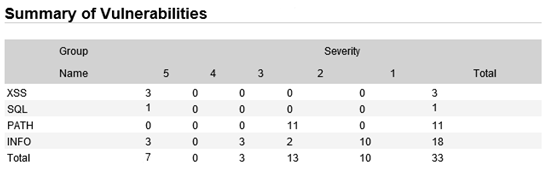 Summary of Vulnerabilities
Group Severity
Name 5 4 3 2 1 Total
XSS 3 0 0 0 0 3
SQL 1 0 0 0 0 1
PATH 0 0 0 11 0 11
INFO 3 0 3 2 10 18
Total 7 0 3 13 10 33